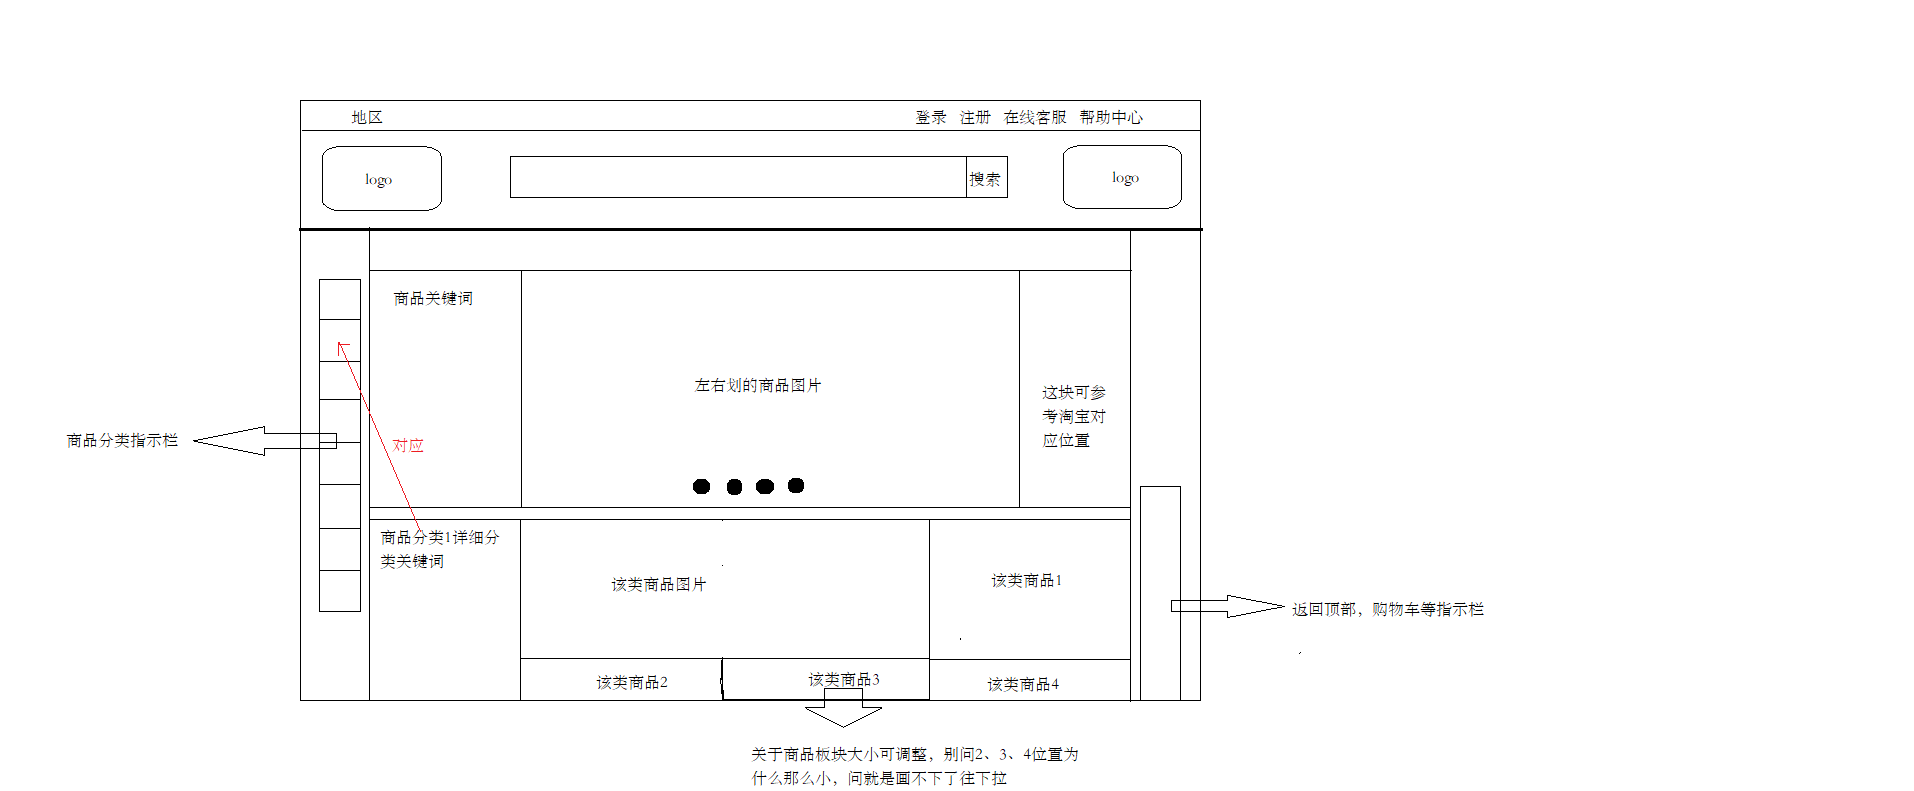 地区
登录 注册 在线客服 帮助中心
logo
搜索
logo
商品关键词
左右划的商品图片
这块可参
考淘宝对
应位置
商品分类指示栏
对应
商品分类1详细分
类关键词
该类商品图片
该类商品1
返回顶部，购物车等指示栏
该类商品2
该类商品3
该类商品4
关于商品板块大小可调整，别问2、3、4位置为
什么那么小，问就是画不下了往下拉